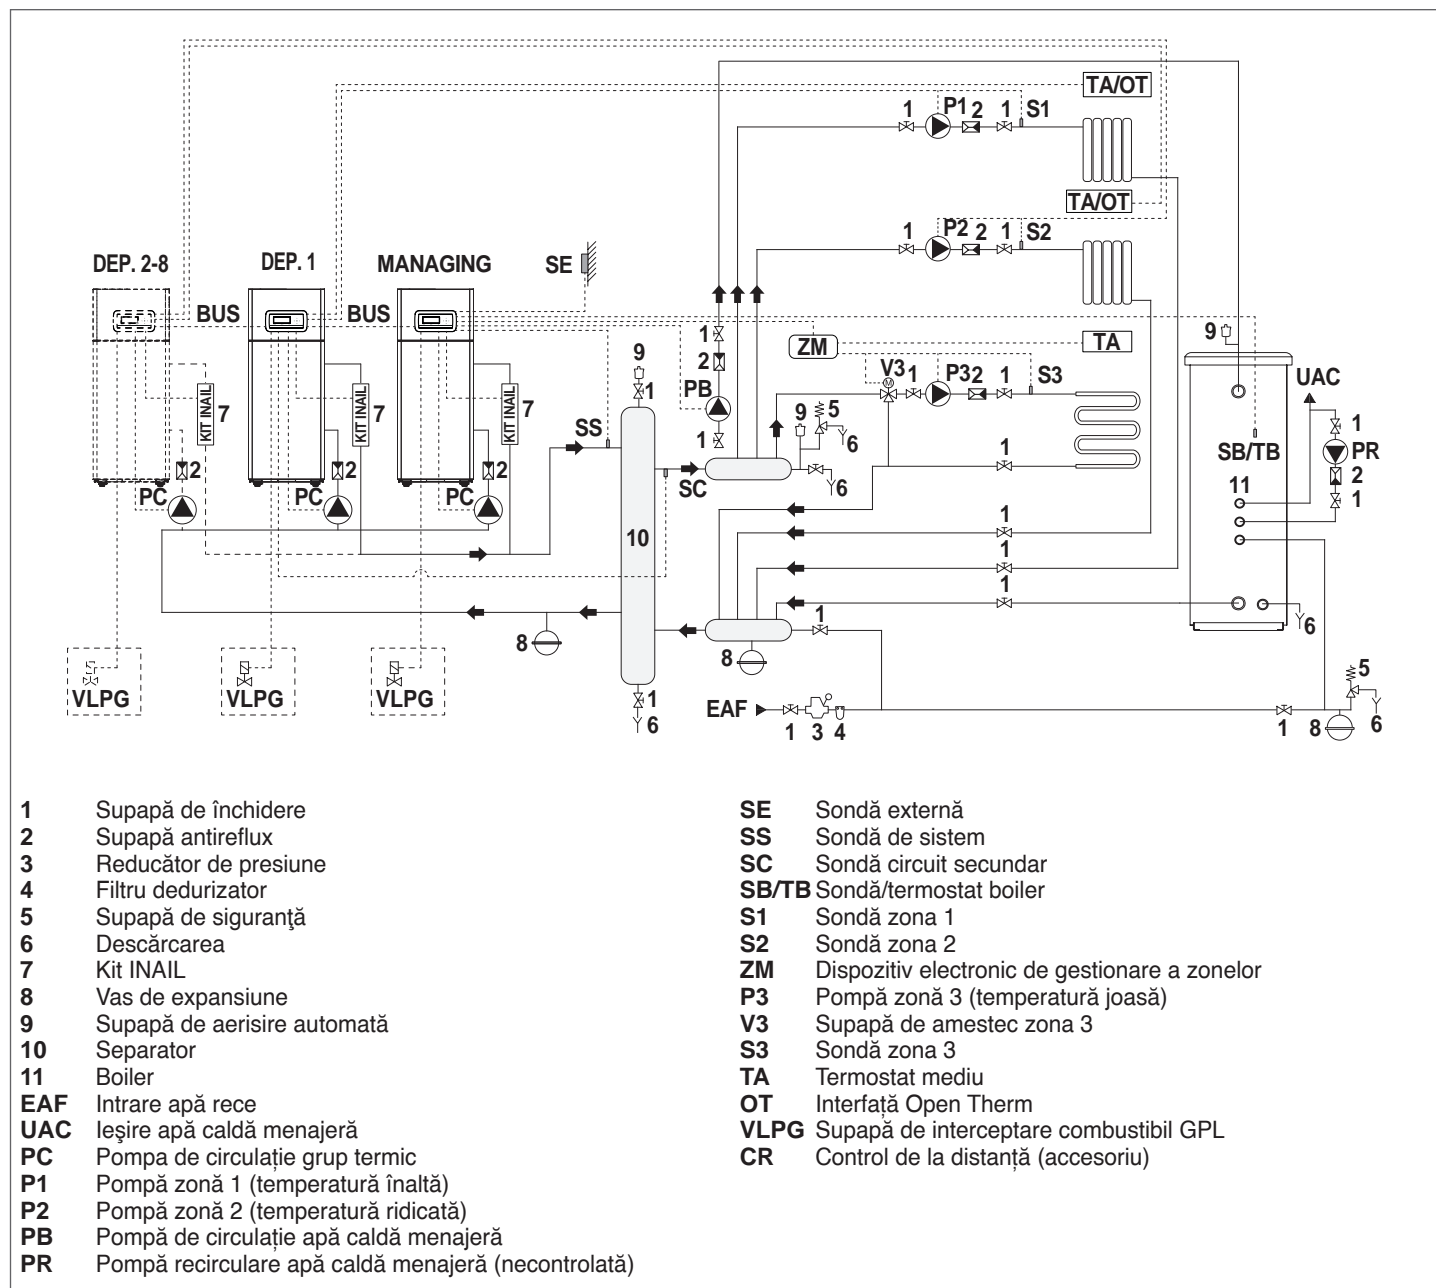 TA/OT
1 P1 2 1 S1
TA/OT
1 P2 2 1 S2
DEP. 2-8 DEP. 1 MANAGING SE
BUS BUS
ZM TA
9 1 2 PB 1
V3 1 P3 2 1 S3
9 UAC
KIT INAIL 7 KIT INAIL 7 KIT INAIL 7
SS 9 5 6 6
1 PR 2 1
SB/TB
11
2 2 2
PC PC PC
SC 1
10
1
1
1
1
8 8 6
VLPG VLPG VLPG
1 6
EAF 1 3 4 1 8 5 6
1 Supapă de închidere
2 Supapă antireflux
3 Reducător de presiune
4 Filtru dedurizator
5 Supapă de siguranţă
6 Descărcarea
7 Kit INAIL
8 Vas de expansiune
9 Supapă de aerisire automată
10 Separator
11 Boiler
EAF Intrare apă rece
UAC Ieşire apă caldă menajeră
PC Pompa de circulație grup termic
P1 Pompă zonă 1 (temperatură înaltă)
P2 Pompă zonă 2 (temperatură ridicată)
PB Pompă de circulație apă caldă menajeră
PR Pompă recirculare apă caldă menajeră (necontrolată)
SE Sondă externă
SS Sondă de sistem
SC Sondă circuit secundar
SB/TB Sondă/termostat boiler
S1 Sondă zona 1
S2 Sondă zona 2
ZM Dispozitiv electronic de gestionare a zonelor
P3 Pompă zonă 3 (temperatură joasă)
V3 Supapă de amestec zona 3
S3 Sondă zona 3
TA Termostat mediu
OT Interfață Open Therm
VLPG Supapă de interceptare combustibil GPL
CR Control de la distanță (accesoriu)